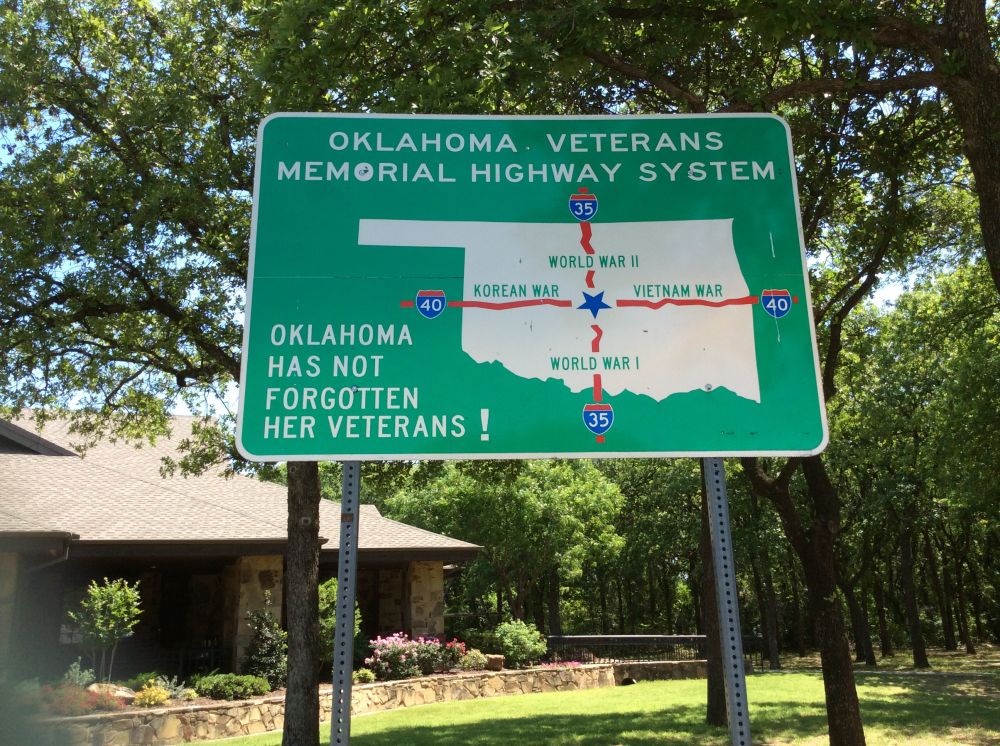 OKLAHOMA VETERANS
MEMORIAL HIGHWAY SYSTEM
35
WORLD WAR II
KOREAN WAR
VIETNAM WAR
40
40
WORLD WAR I
35
OKLAHOMA
HAS NOT
FORGOTTEN
HER VETERANS !